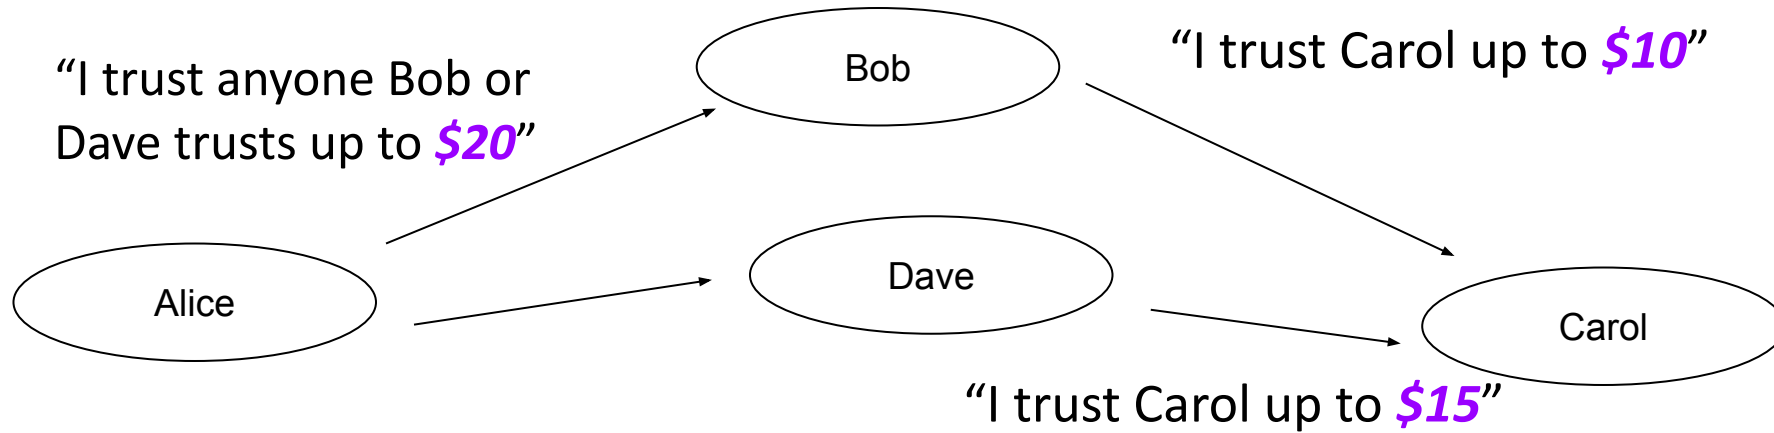 “I trust anyone Bob or
Dave trusts up to $20”
Bob
“I trust Carol up to $10”
Alice
Dave
Carol
“I trust Carol up to $15”